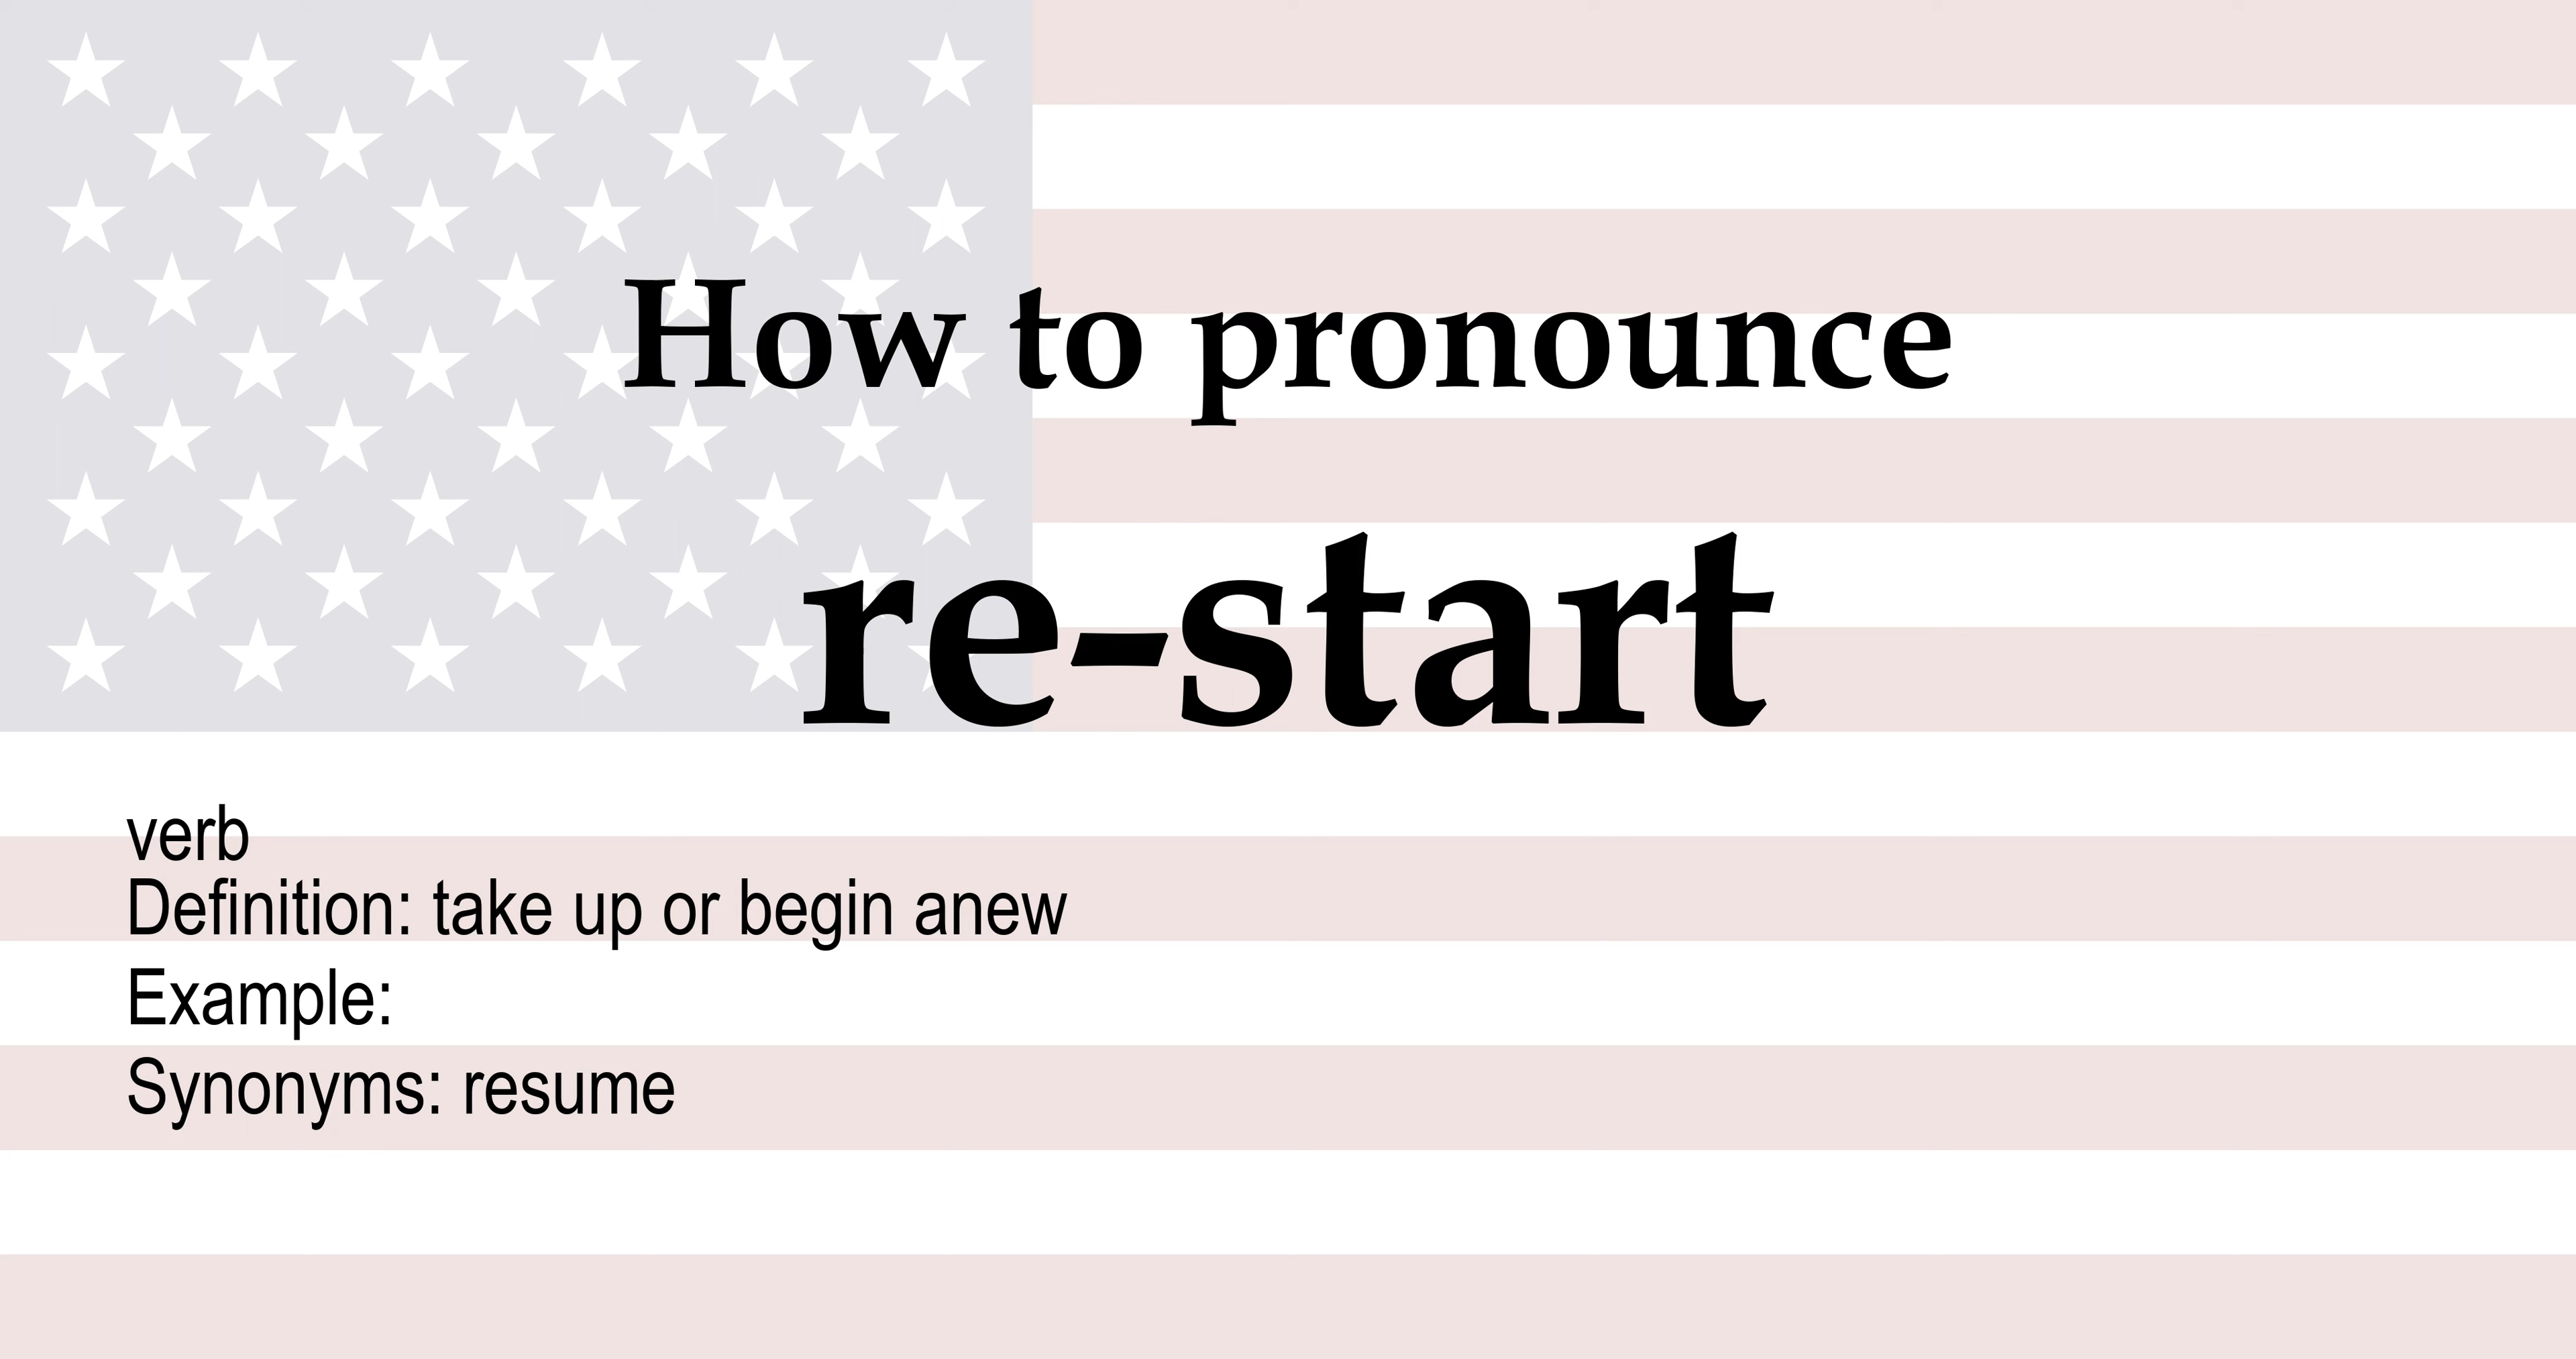 How to pronounce
re-start
verb
Definition: take up or begin anew
Example:
Synonyms: resume